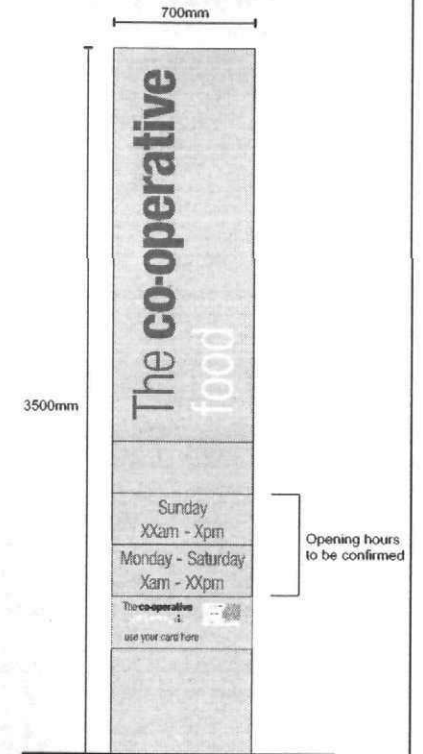 700mm
The co-operative
food
3500mm
Sunday
XXam - Xpm
Monday - Saturday
Xam - XXpm
Opening hours
to be confirmed
The co-operative
use your card here